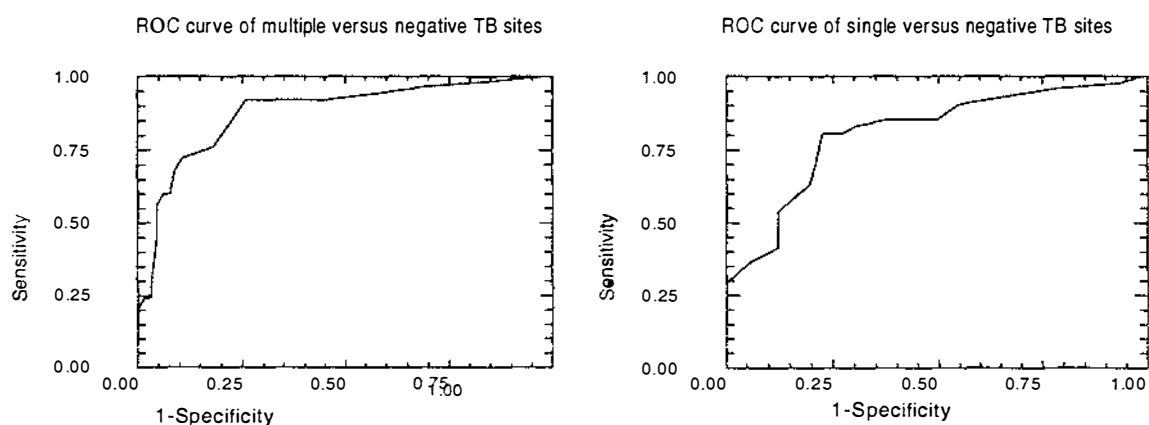 ROC curve of multiple versus negative TB sites
1.00
0.75
0.50
0.25
0.00
Sensitivity
0.00 0.25 0.50 0.75 1.00
1-Specificity
ROC curve of single versus negative TB sites
1.00
0.75
0.50
0.25
0.00
Sensitivity
0.00 0.25 0.50 0.75 1.00
1-Specificity